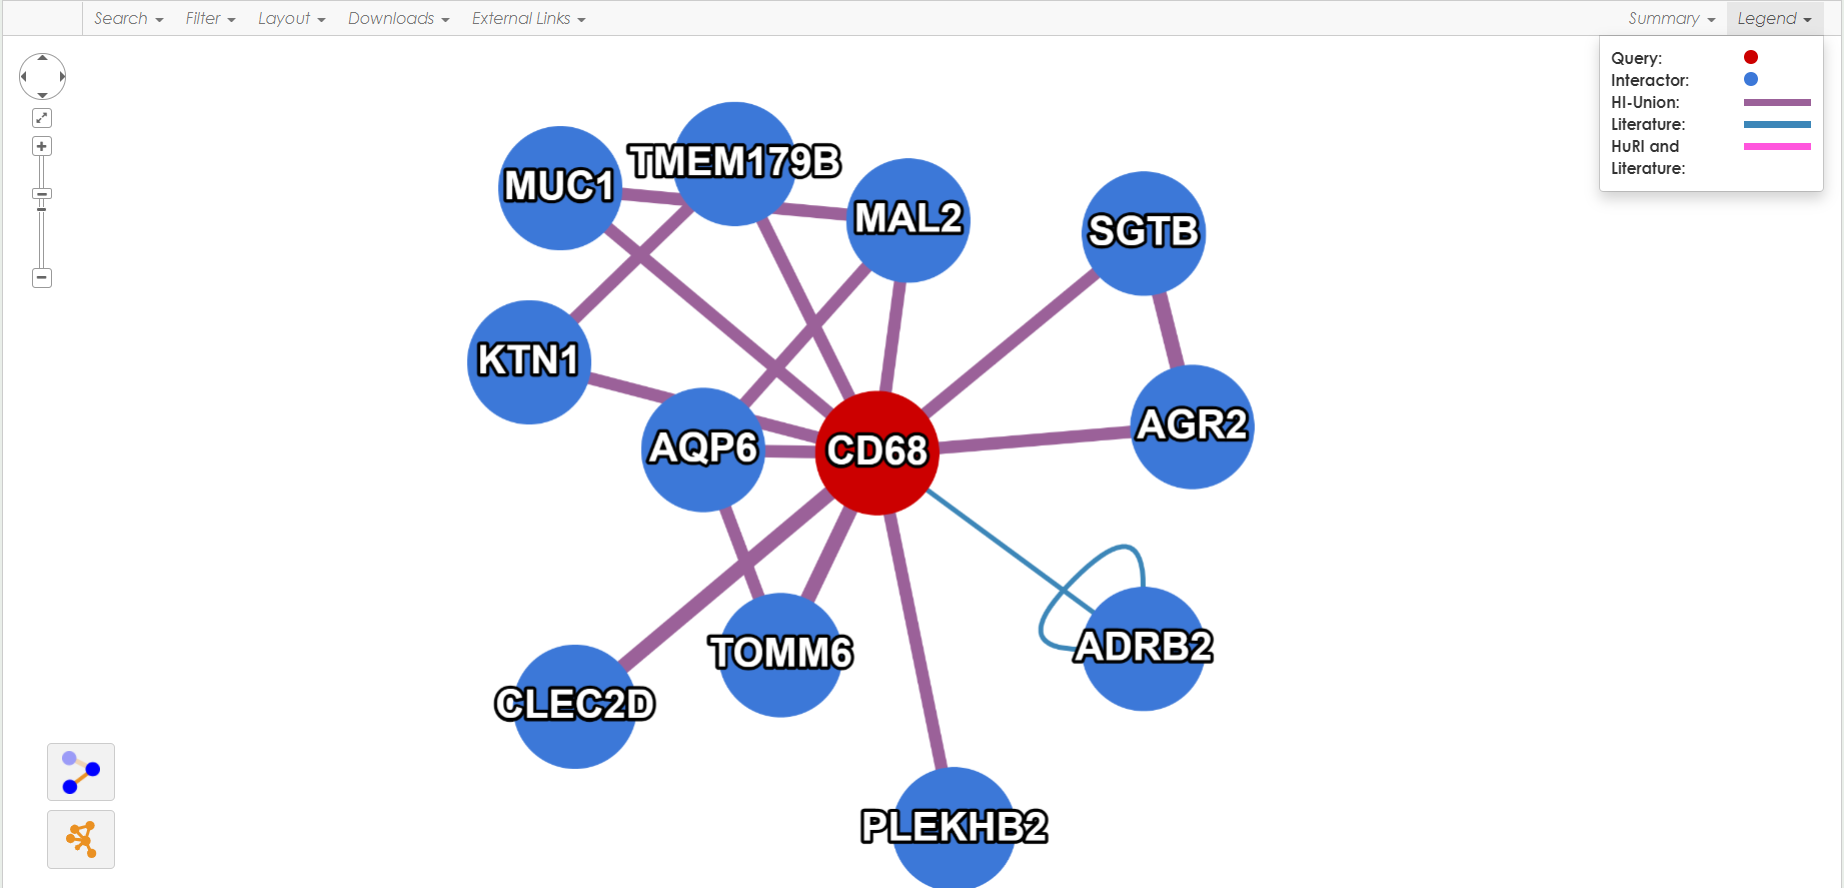 Search Filter Layout Downloads External Links Summary Legend
Query:
Interactor:
HI-Union:
Literature:
HuRI and
Literature:
TMEM179B
MUC1
MAL2
SGTB
KTN1
AGR2
AQP6
CD68
TOMM6
ADRB2
CLEC2D
PLEKHB2